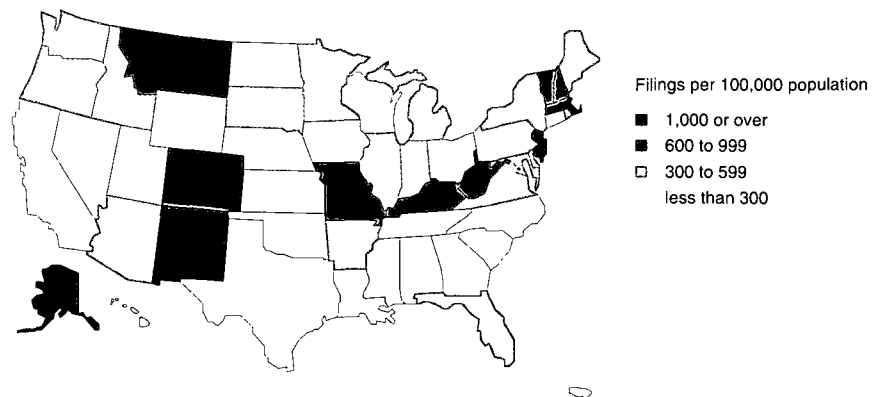 Filings per 100,000 population
1,000 or over
600 to 999
300 to 599
less than 300